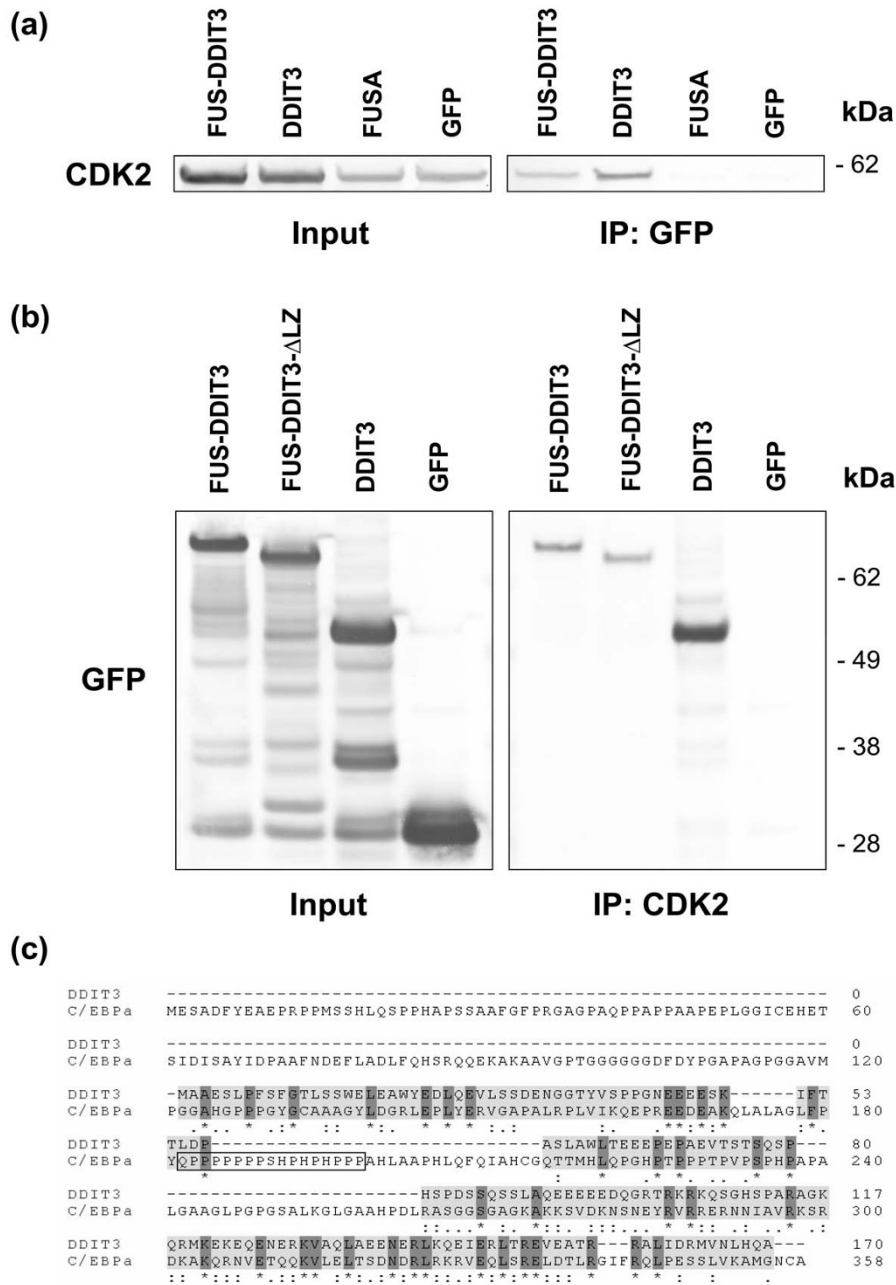 (a)
FUS-DDIT3
DDIT3
FUSA
GFP
FUS-DDIT3
DDIT3
FUSA
GFP
kDa
CDK2
- 62
Input
IP: GFP
(b)
FUS-DDIT3
FUS-DDIT3-ΔLZ
DDIT3
GFP
FUS-DDIT3
FUS-DDIT3-ΔLZ
DDIT3
GFP
kDa
GFP
- 62
- 49
- 38
- 28
Input
IP: CDK2
(c)
DDIT3 ------------------------------------------------------------ 0
C/EBPa MESADFYEAEPRPPMSSHLQSPPHAPSSAAFGFPRGAGPAQPPAPPAAPEPLGGICEHET 60
DDIT3 ------------------------------------------------------------ 0
C/EBPa SIDISAYIDPAAFNDEFLADLFQHSRQQEKAKAAVGPTGGGGGGDFDYPGAPAGPGGAVM 120
DDIT3 -MAAESLPFSFGTLSSWELEAWYEDLQEVLSSDENGGTYVSPPGNEEEESK------IFT 53
C/EBPa PGGAHGPPPGYGCAAAGYLDGRLEPLYERVGAPALRPLVIKQEPREEDEAKQLALAGLFP 180
DDIT3 TLDP------------------------------ASLAWLTEEEPEPAEVTSTSQSP--- 80
C/EBPa YQPPPPPPPSHPHPHPPPAHLAAPHLQFQIAHCGQTTMHLQPGHPTPPPTPVPSPHPAPA 240
DDIT3 -----------------------HSPDSSQSSLAQEEEEEDQGRTRKRKQSGHSPARAGK 117
C/EBPa LGAAGLPGPGSALKGLGAAHPDLRASGGSGAGKAKKSVDKNSNEYRVRRERNNIAVRKSR 300
DDIT3 QRMKEKEQENERKVAQLAEENERLKQEIERLTREVEATR---RALIDRMVNLHQA--- 170
C/EBPa DKAKQRNVETQQKVLELTSDNDRLRKRVEQLSRELDTLRGIFRQLPESSLVKAMGNCA 358